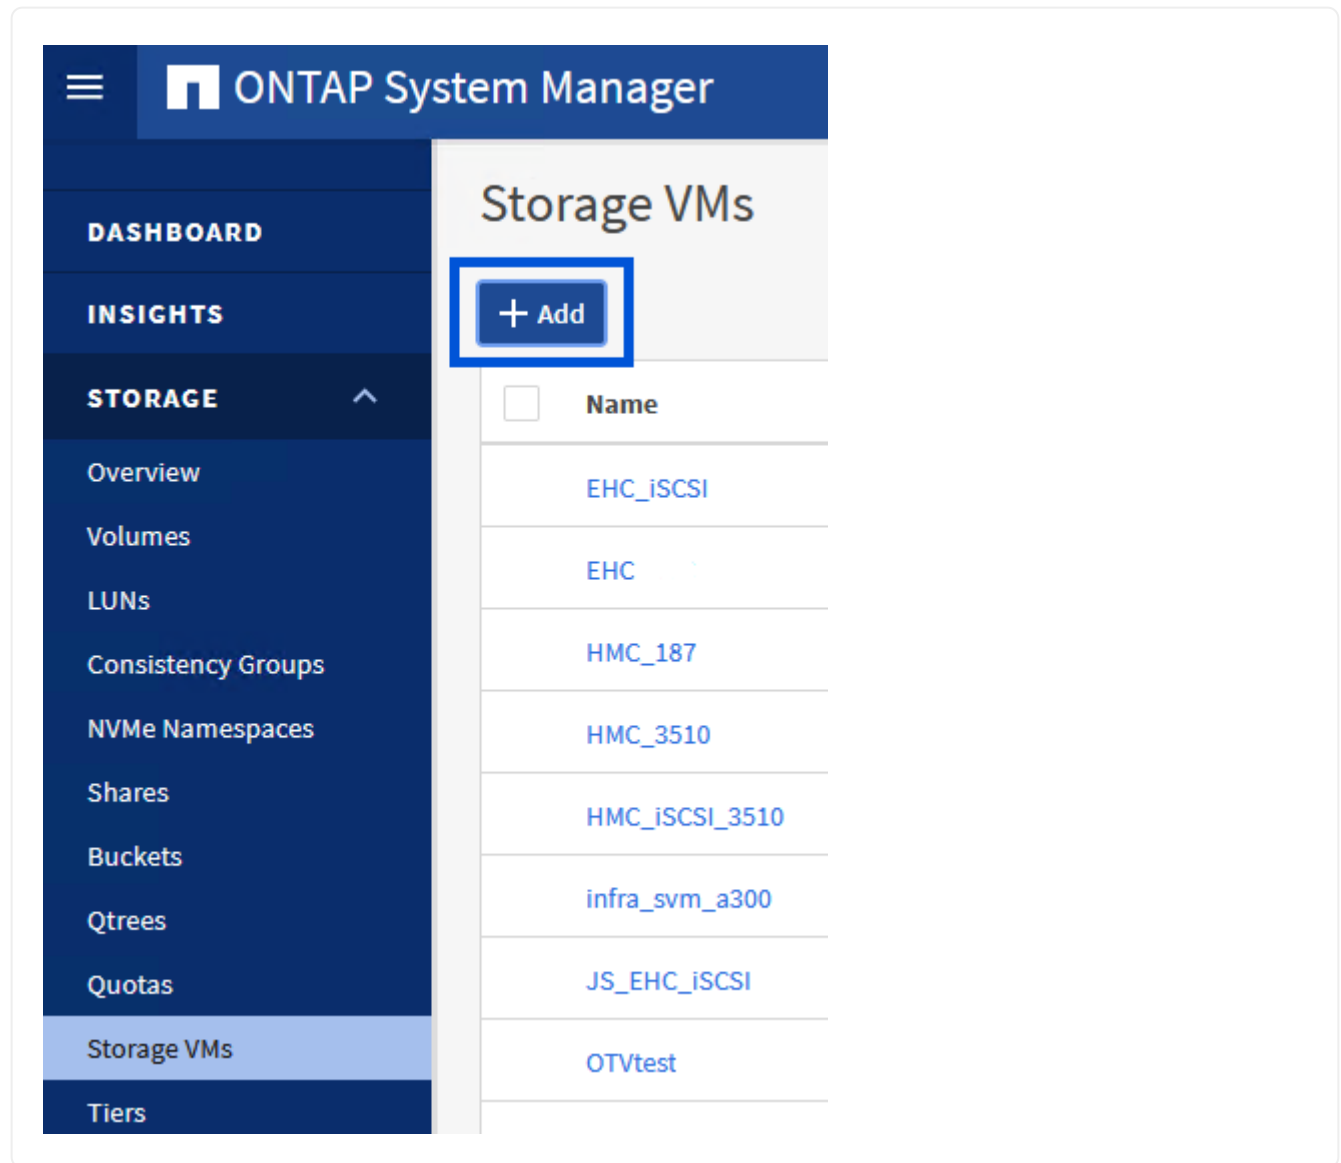 ONTAP System Manager
DASHBOARD
INSIGHTS
STORAGE
Overview
Volumes
LUNs
Consistency Groups
NVMe Namespaces
Shares
Buckets
Qtrees
Quotas
Storage VMs
Tiers
Storage VMs
+ Add
Name
EHC_iSCSI
EHC
HMC_187
HMC_3510
HMC_iSCSI_3510
infra_svm_a300
JS_EHC_iSCSI
OTVtest